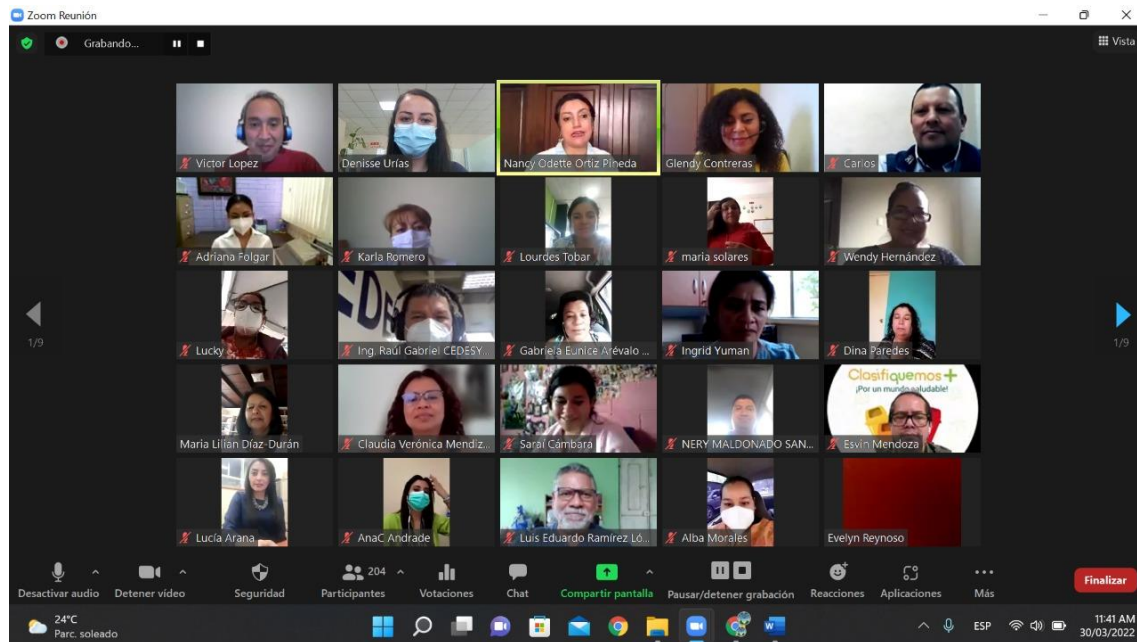 Zoom Reunión
Grabando...
Vista
Victor Lopez
Denisse Urías
Nancy Odette Ortiz Pineda
Glendy Contreras
Carlos
Adriana Folgar
Karla Romero
Lourdes Tobar
maria solares
Wendy Hernández
1/9
1/9
Lucky
Ing. Raúl Gabriel CEDESY...
Gabriela Eunice Arévalo ...
Ingrid Yuman
Dina Paredes
Clasifiquemos+
¡Por un mundo saludable!
Maria Lilian Díaz-Durán
Claudia Verónica Mendiz...
Saraí Cámbara
NERY MALDONADO SAN...
Esvin Mendoza
Lucía Arana
AnaC Andrade
Luis Eduardo Ramírez Ló...
Alba Morales
Evelyn Reynoso
204
Desactivar audio
Detener video
Seguridad
Participantes
Votaciones
Chat
Compartir pantalla
Pausar/detener grabación
Reacciones
Aplicaciones
Más
Finalizar
24°C
Parc. soleado
ESP
11:41 AM
30/03/2022